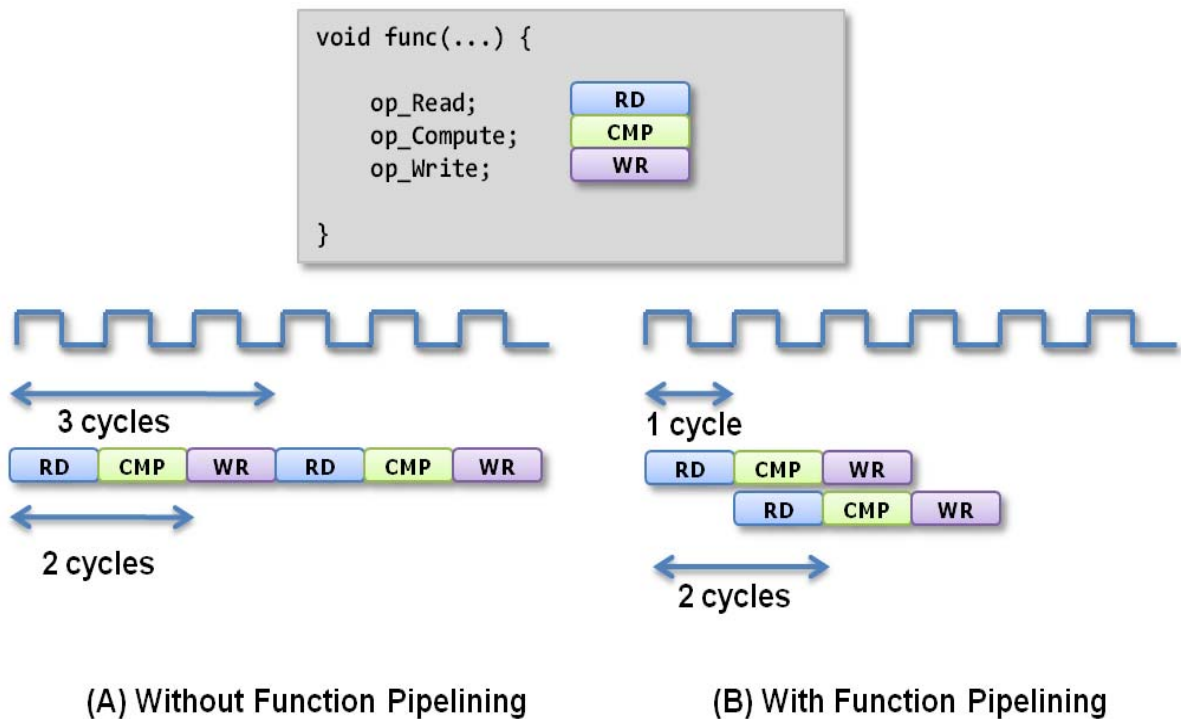 void func(...) {
op_Read; RD
op_Compute; CMP
op_Write; WR
}
3 cycles
RD CMP WR RD CMP WR
2 cycles
(A) Without Function Pipelining
1 cycle
RD CMP WR
RD CMP WR
2 cycles
(B) With Function Pipelining